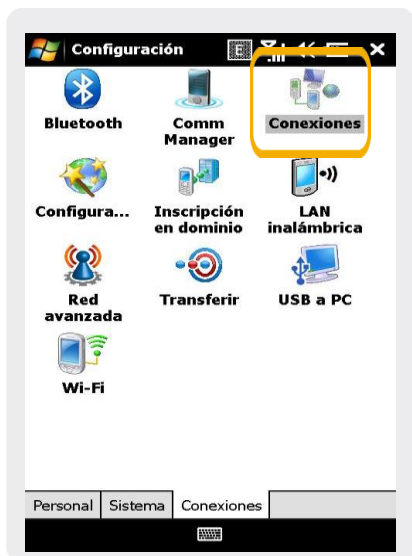 Configuración
Bluetooth
Comm
Manager
Conexiones
Configura...
Inscripción
en dominio
LAN
inalámbrica
Red
avanzada
Transferir
USB a PC
Wi-Fi
Personal Sistema Conexiones